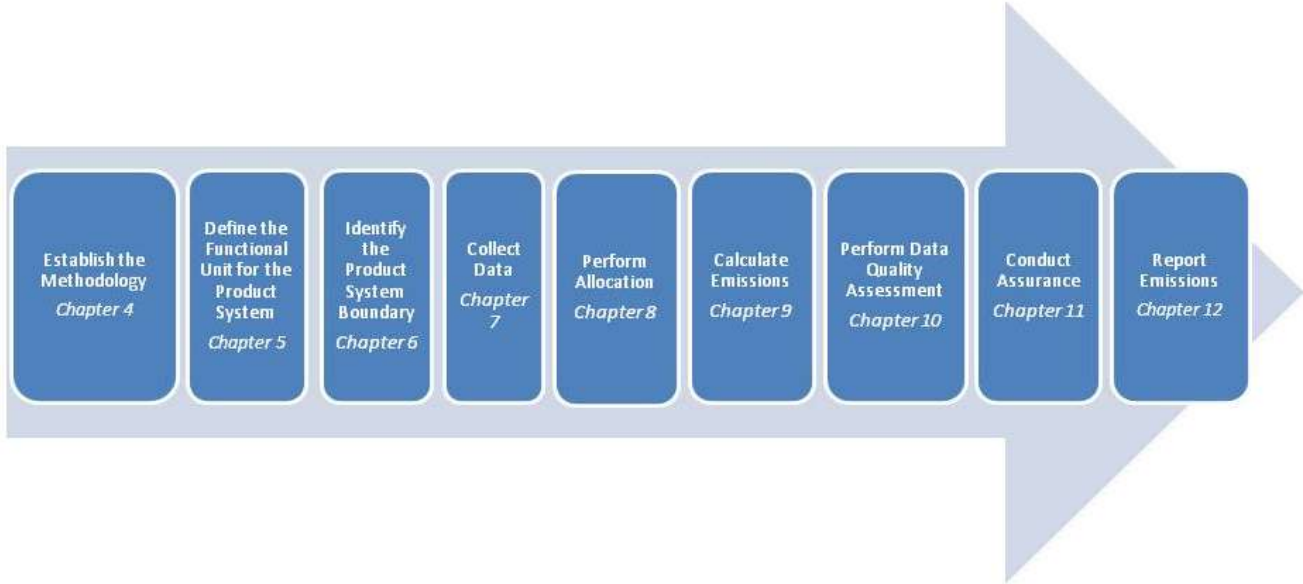 Establish the
Methodology
Chapter 4
Define the
Functional
Unit for the
Product
System
Chapter 5
Identify
the
Product
System
Boundary
Chapter 6
Collect
Data
Chapter
7
Perform
Allocation
Chapter 8
Calculate
Emissions
Chapter 9
Perform Data
Quality
Assessment
Chapter 10
Conduct
Assurance
Chapter 11
Report
Emissions
Chapter 12